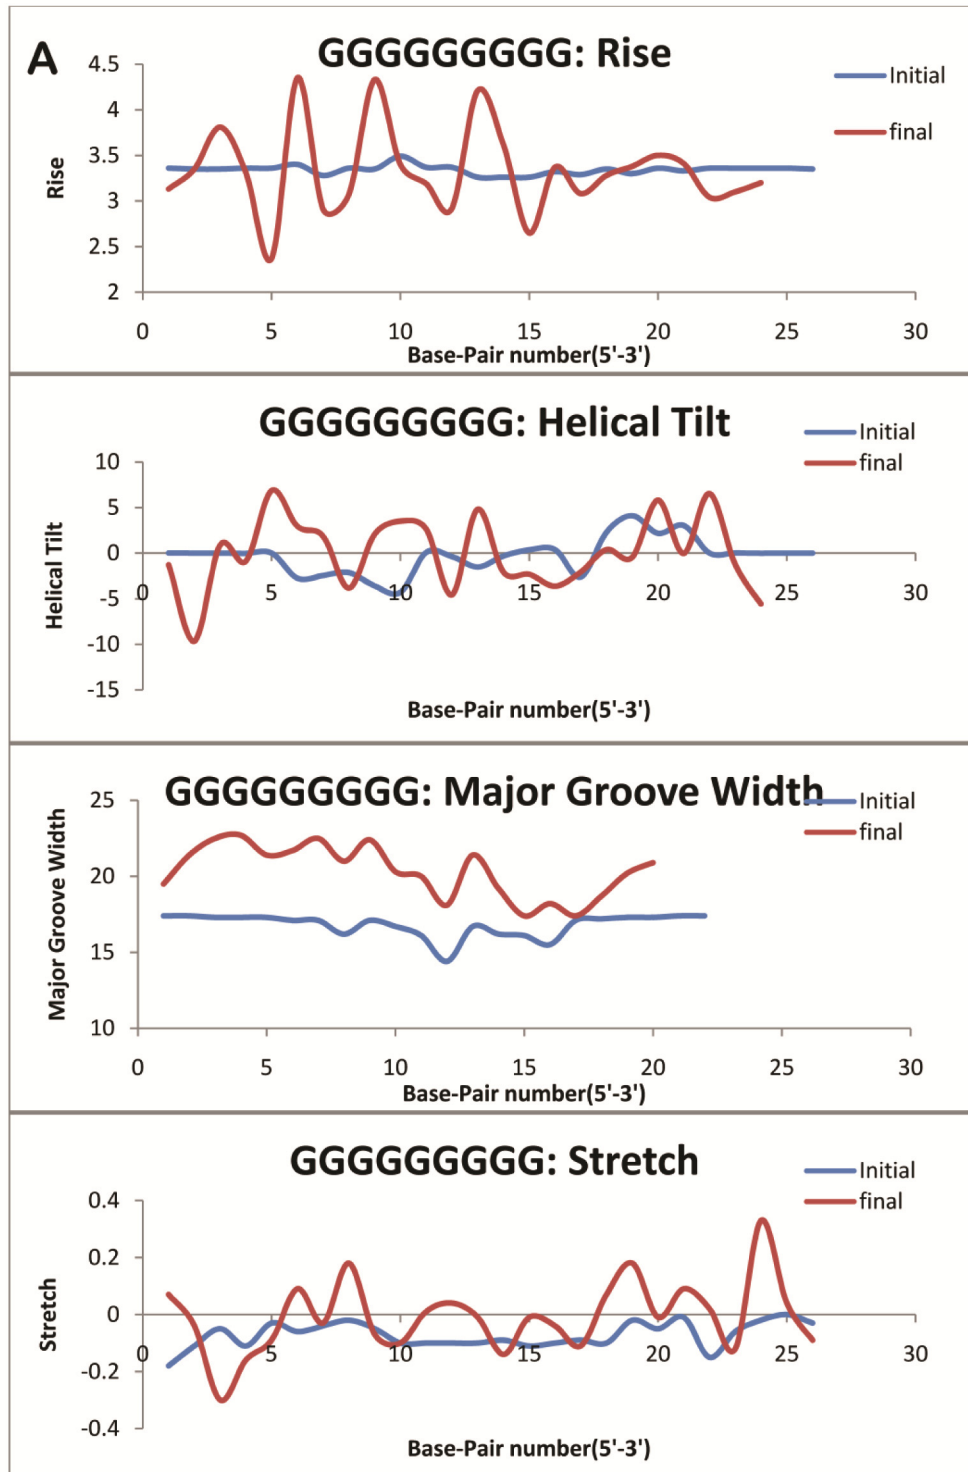 A
GGGGGGGGG: Rise
Initial
final
4.5
4
3.5
3
2.5
2
Rise
0 5 10 15 20 25 30
Base-Pair number(5'-3')
GGGGGGGGG: Helical Tilt
Initial
final
10
5
0
-5
-10
-15
Helical Tilt
0 5 10 15 20 25 30
Base-Pair number(5'-3')
GGGGGGGGG: Major Groove Width
Initial
final
25
20
15
10
Major Groove Width
0 5 10 15 20 25 30
Base-Pair number(5'-3')
GGGGGGGGG: Stretch
Initial
final
0.4
0.2
0
-0.2
-0.4
Stretch
0 5 10 15 20 25 30
Base-Pair number(5'-3')